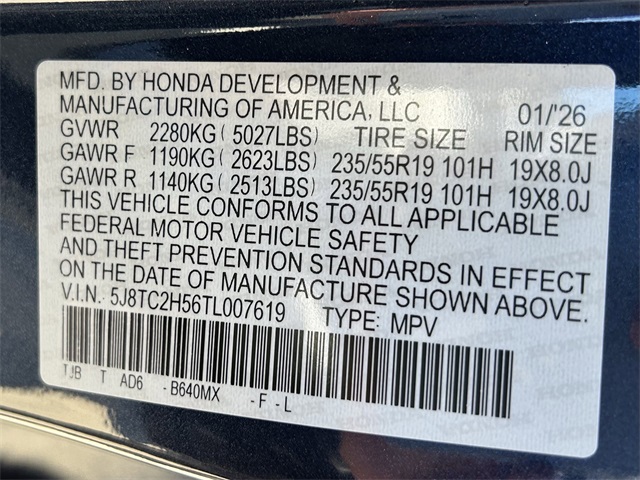 MFD. BY HONDA DEVELOPMENT &
MANUFACTURING OF AMERICA, LLC 01/'26
GVWR 2280KG ( 5027LBS ) TIRE SIZE RIM SIZE
GAWR F 1190KG ( 2623LBS ) 235/55R19 101H 19X8.0J
GAWR R 1140KG ( 2513LBS ) 235/55R19 101H 19X8.0J
THIS VEHICLE CONFORMS TO ALL APPLICABLE
FEDERAL MOTOR VEHICLE SAFETY
AND THEFT PREVENTION STANDARDS IN EFFECT
ON THE DATE OF MANUFACTURE SHOWN ABOVE.
V.I.N. 5J8TC2H56TL007619 TYPE: MPV
TJB T AD6 -B640MX -F-L